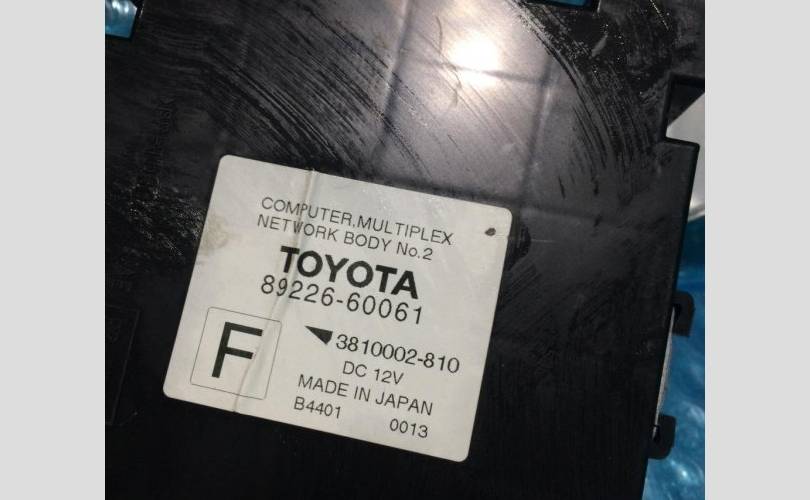 COMPUTER,MULTIPLEX
NETWORK BODY No.2
TOYOTA
89226-60061
F
3810002-810
DC 12V
MADE IN JAPAN
B4401 0013